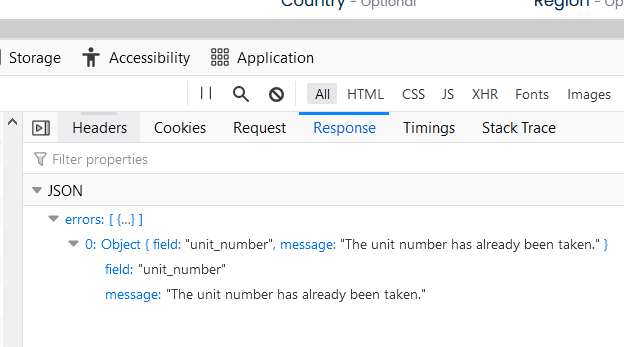 Country - Optional Region - Op
Storage Accessibility Application
All HTML CSS JS XHR Fonts Images
Headers Cookies Request Response Timings Stack Trace
Filter properties
JSON
errors: [ {…} ]
0: Object { field: "unit_number", message: "The unit number has already been taken." }
field: "unit_number"
message: "The unit number has already been taken."